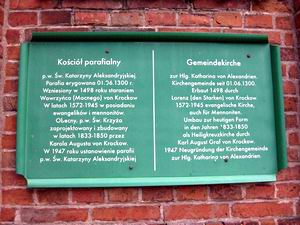 Kościół parafialny
p.w. Św. Katarzyny Aleksandryjskiej.
Parafia erygowana 01.06.1300 r.
Wzniesiony w 1498 roku staraniem
Wawrzyńca (Mocnego) von Krockow
W latach 1572-1945 w posiadaniu
ewangelików i mennonitów.
Obecny, p.w. Św. Krzyża
zaprojektowany i zbudowany
w latach 1833-1850 przez
Karola Augusta von Krockow.
W 1947 roku ustanowienie parafii
p.w. Św. Katarzyny Aleksandryjskiej
Gemeindekirche
zur Hlg. Katharina von Alexandrien.
Kirchengemeinde seit 01.06.1300.
Erbaut 1498 durch
Lorenz (den Starken) von Krockow.
1572-1945 evangelische Kirche,
auch für Mennoniten.
Umbau zur heutigen Form
in den Jahren 1833-1850
als Heiligkreuzkirche durch
Karl August Graf von Krockow
1947 Neugründung der Kirchengemeinde
zur Hlg. Katharina von Alexandrien.